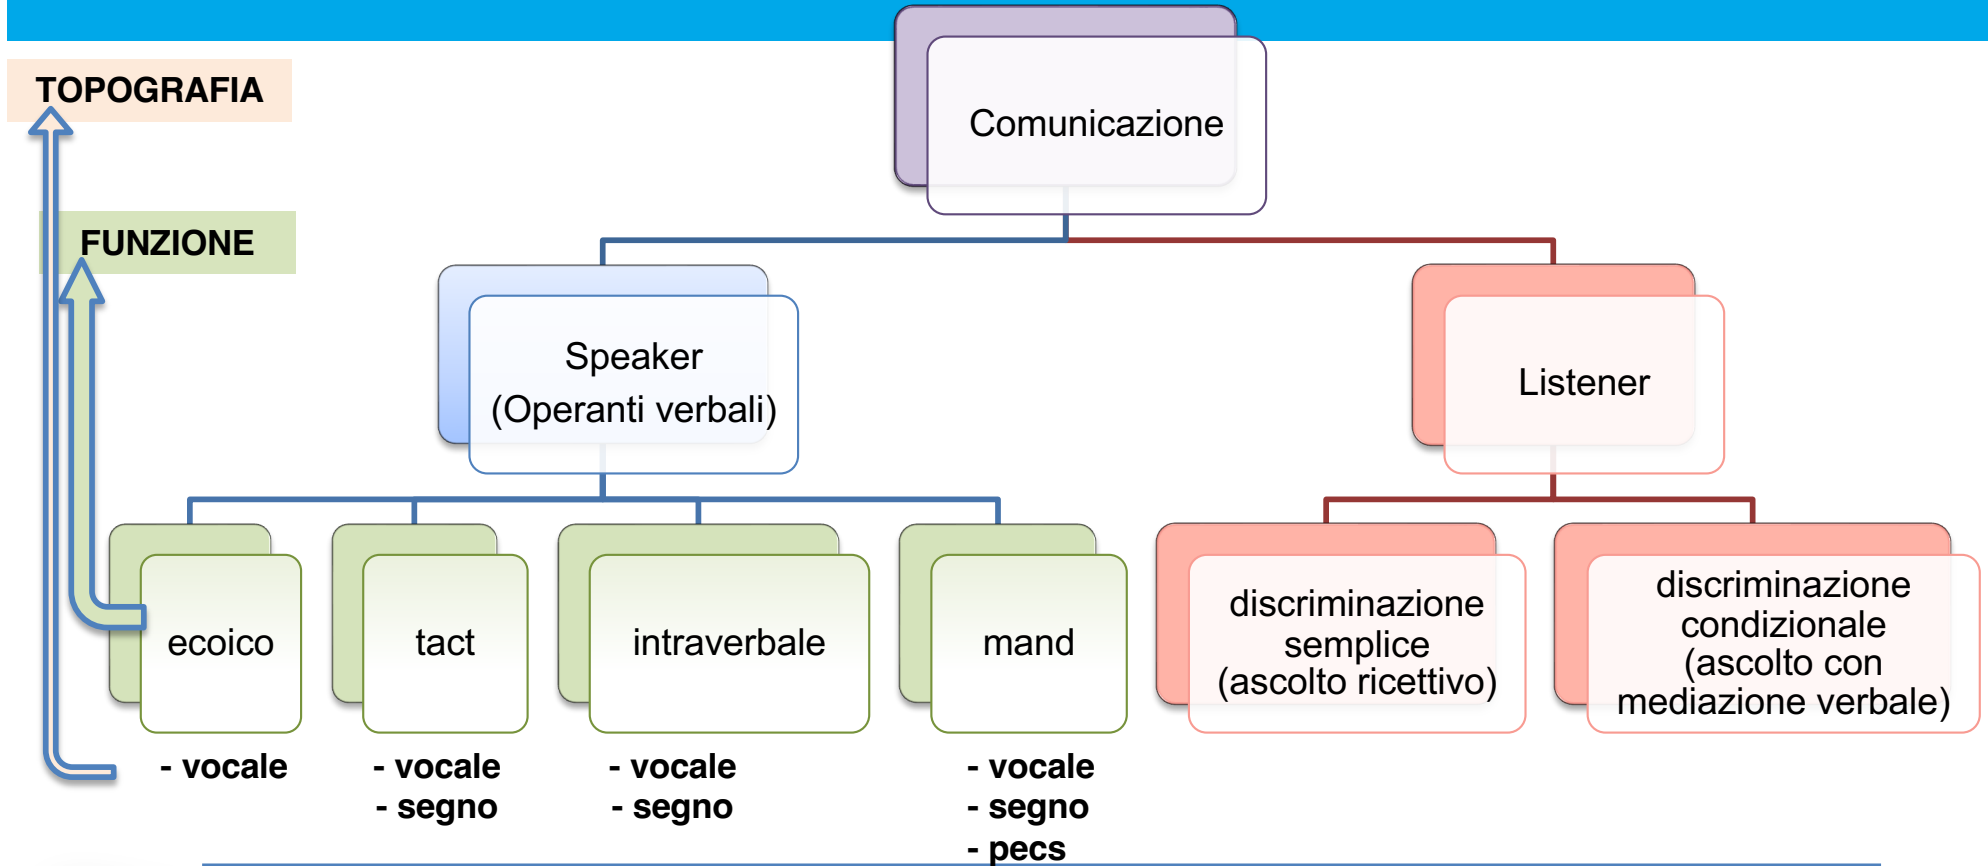 TOPOGRAFIA
Comunicazione
FUNZIONE
Speaker
(Operanti verbali)
Listener
ecoico
tact
intraverbale
mand
discriminazione
semplice
(ascolto ricettivo)
discriminazione
condizionale
(ascolto con
mediazione verbale)
- vocale
- vocale
- segno
- vocale
- segno
- vocale
- segno
- pecs